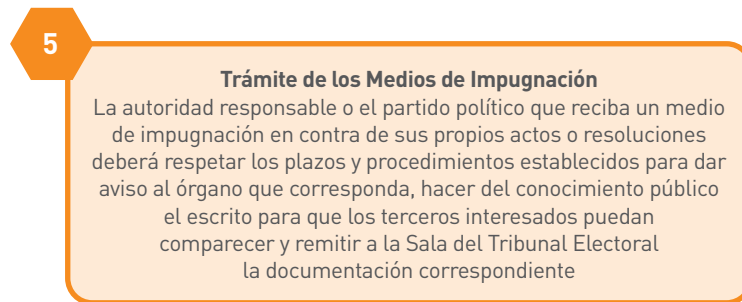 5
Trámite de los Medios de Impugnación
La autoridad responsable o el partido político que reciba un medio
de impugnación en contra de sus propios actos o resoluciones
deberá respetar los plazos y procedimientos establecidos para dar
aviso al órgano que corresponda, hacer del conocimiento público
el escrito para que los terceros interesados puedan
comparecer y remitir a la Sala del Tribunal Electoral
la documentación correspondiente